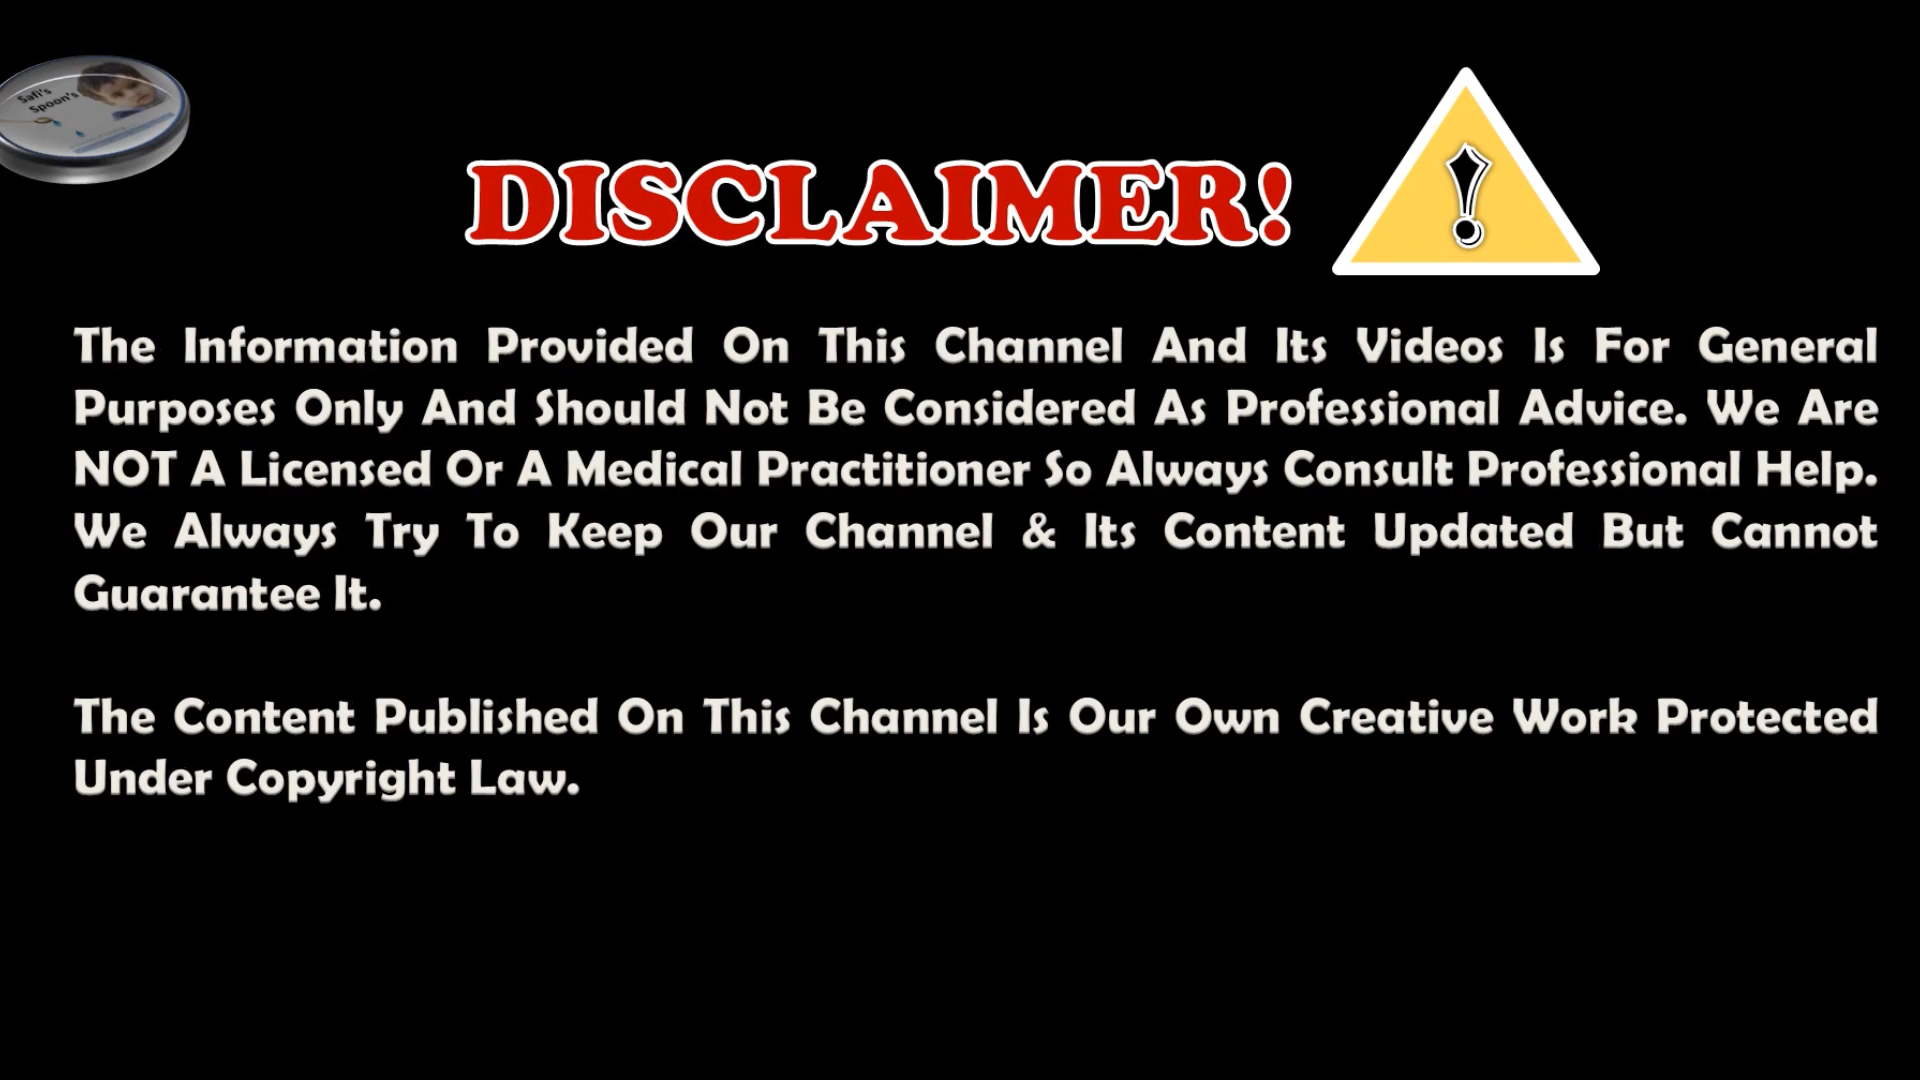 Safi's
Spoon's
DISCLAIMER!
The Information Provided On This Channel And Its Videos Is For General
Purposes Only And Should Not Be Considered As Professional Advice. We Are
NOT A Licensed Or A Medical Practitioner So Always Consult Professional Help.
We Always Try To Keep Our Channel & Its Content Updated But Cannot
Guarantee It.
The Content Published On This Channel Is Our Own Creative Work Protected
Under Copyright Law.